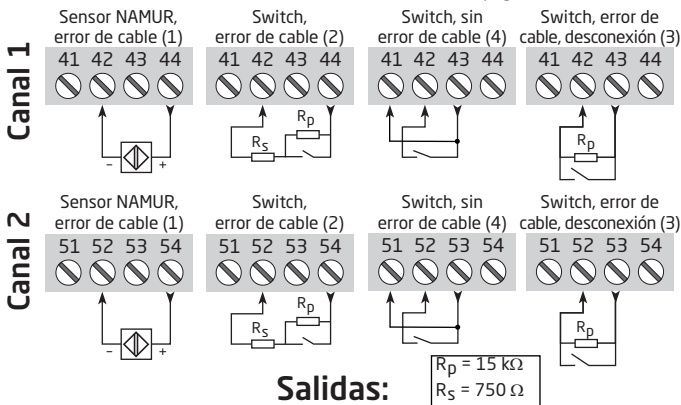 Canal 1
Sensor NAMUR,
error de cable (1)
41 42 43 44
– +
Switch,
error de cable (2)
41 42 43 44
Rp
RS
Switch, sin
error de cable (4)
41 42 43 44
Switch, error de
cable, desconexión (3)
41 42 43 44
Rp
Canal 2
Sensor NAMUR,
error de cable (1)
51 52 53 54
– +
Switch,
error de cable (2)
51 52 53 54
Rp
RS
Switch, sin
error de cable (4)
51 52 53 54
Switch, error de
cable, desconexión (3)
51 52 53 54
Rp
Salidas:
Rp = 15 kΩ
RS = 750 Ω